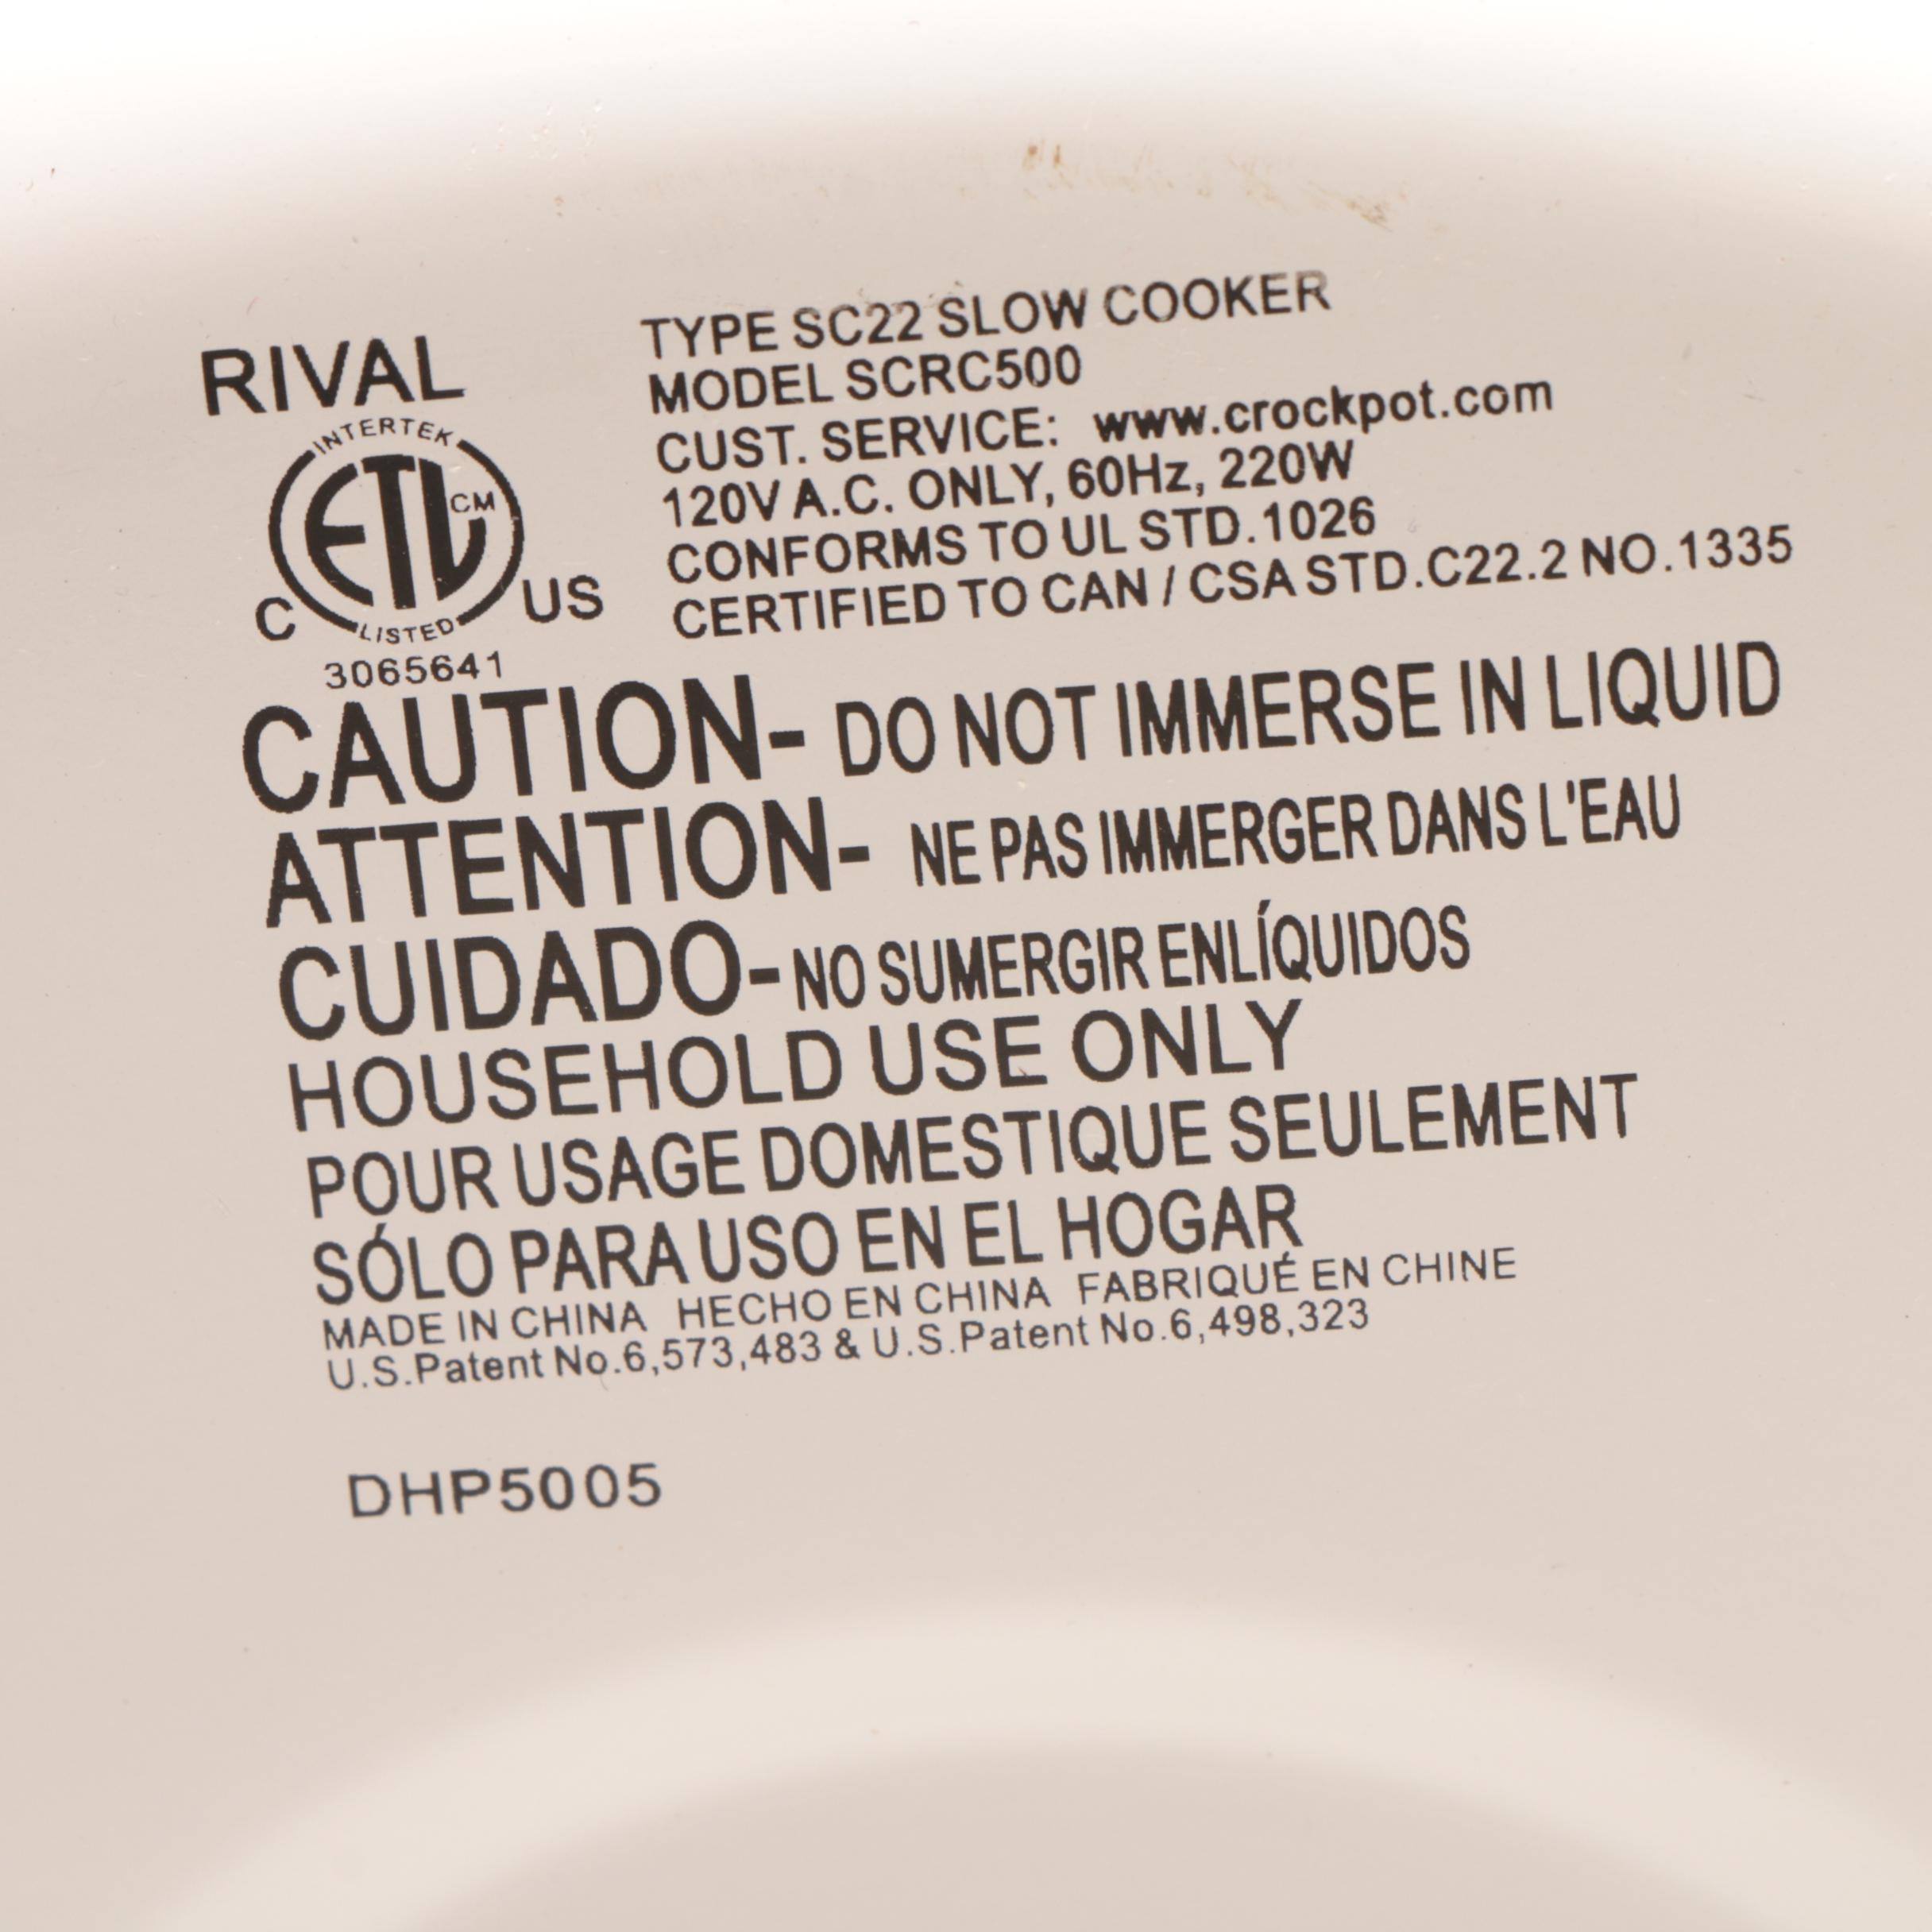 RIVAL
INTERTEK
ETL CM
C US
LISTED
3065641
TYPE SC22 SLOW COOKER
MODEL SCRC500
CUST. SERVICE: www.crockpot.com
120V A.C. ONLY, 60Hz, 220W
CONFORMS TO UL STD.1026
CERTIFIED TO CAN / CSA STD.C22.2 NO.1335
CAUTION- DO NOT IMMERSE IN LIQUID
ATTENTION- NE PAS IMMERGER DANS L'EAU
CUIDADO- NO SUMERGIR ENLÍQUIDOS
HOUSEHOLD USE ONLY
POUR USAGE DOMESTIQUE SEULEMENT
SÓLO PARA USO EN EL HOGAR
MADE IN CHINA HECHO EN CHINA FABRIQUÉ EN CHINE
U.S.Patent No.6,573,483 & U.S.Patent No.6,498,323
DHP5005